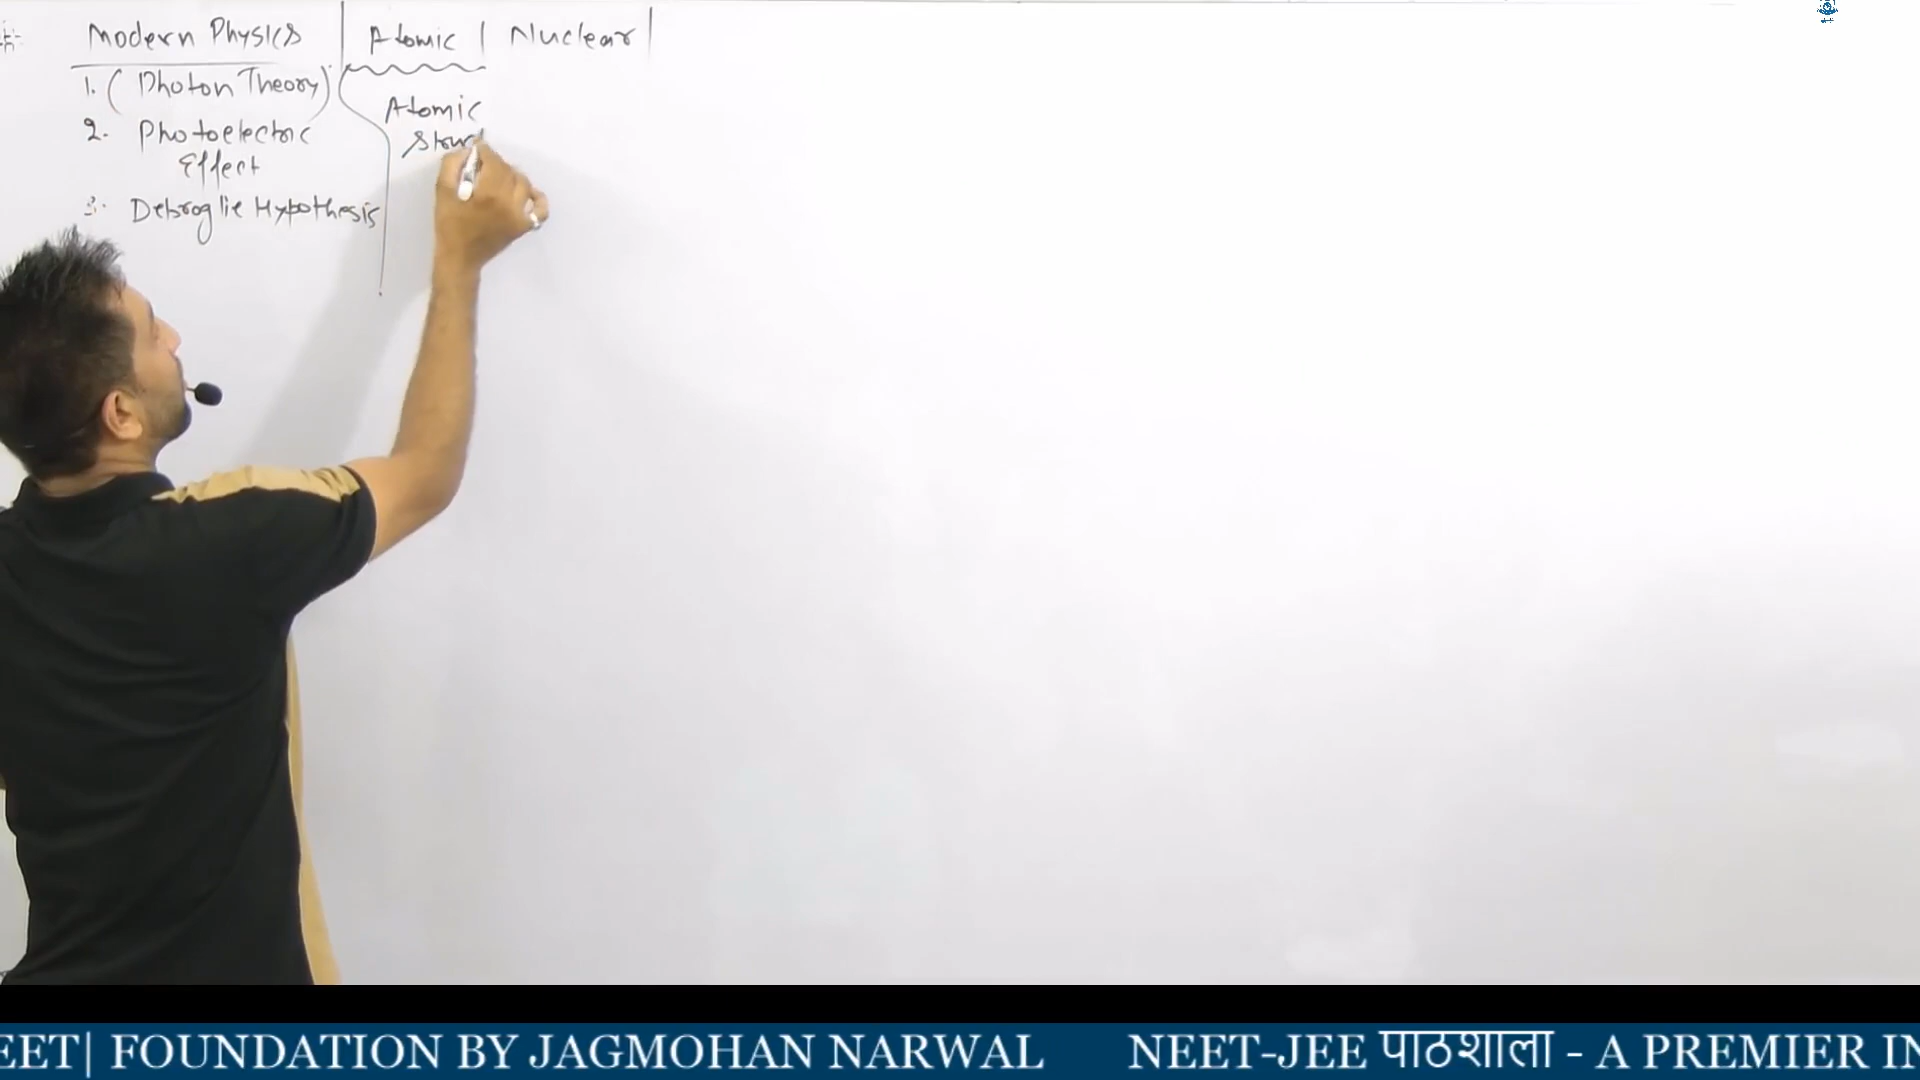 # Modern Physics | Atomic | Nuclear |
1. (Photon Theory)
2. Photoelectric
Effect
3. Debroglie Hypothesis
Atomic
Struct
EET| FOUNDATION BY JAGMOHAN NARWAL NEET-JEE पाठशाला - A PREMIER IN